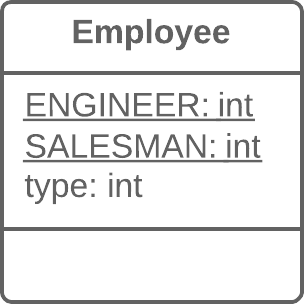 Employee
ENGINEER: int
SALESMAN: int
type: int